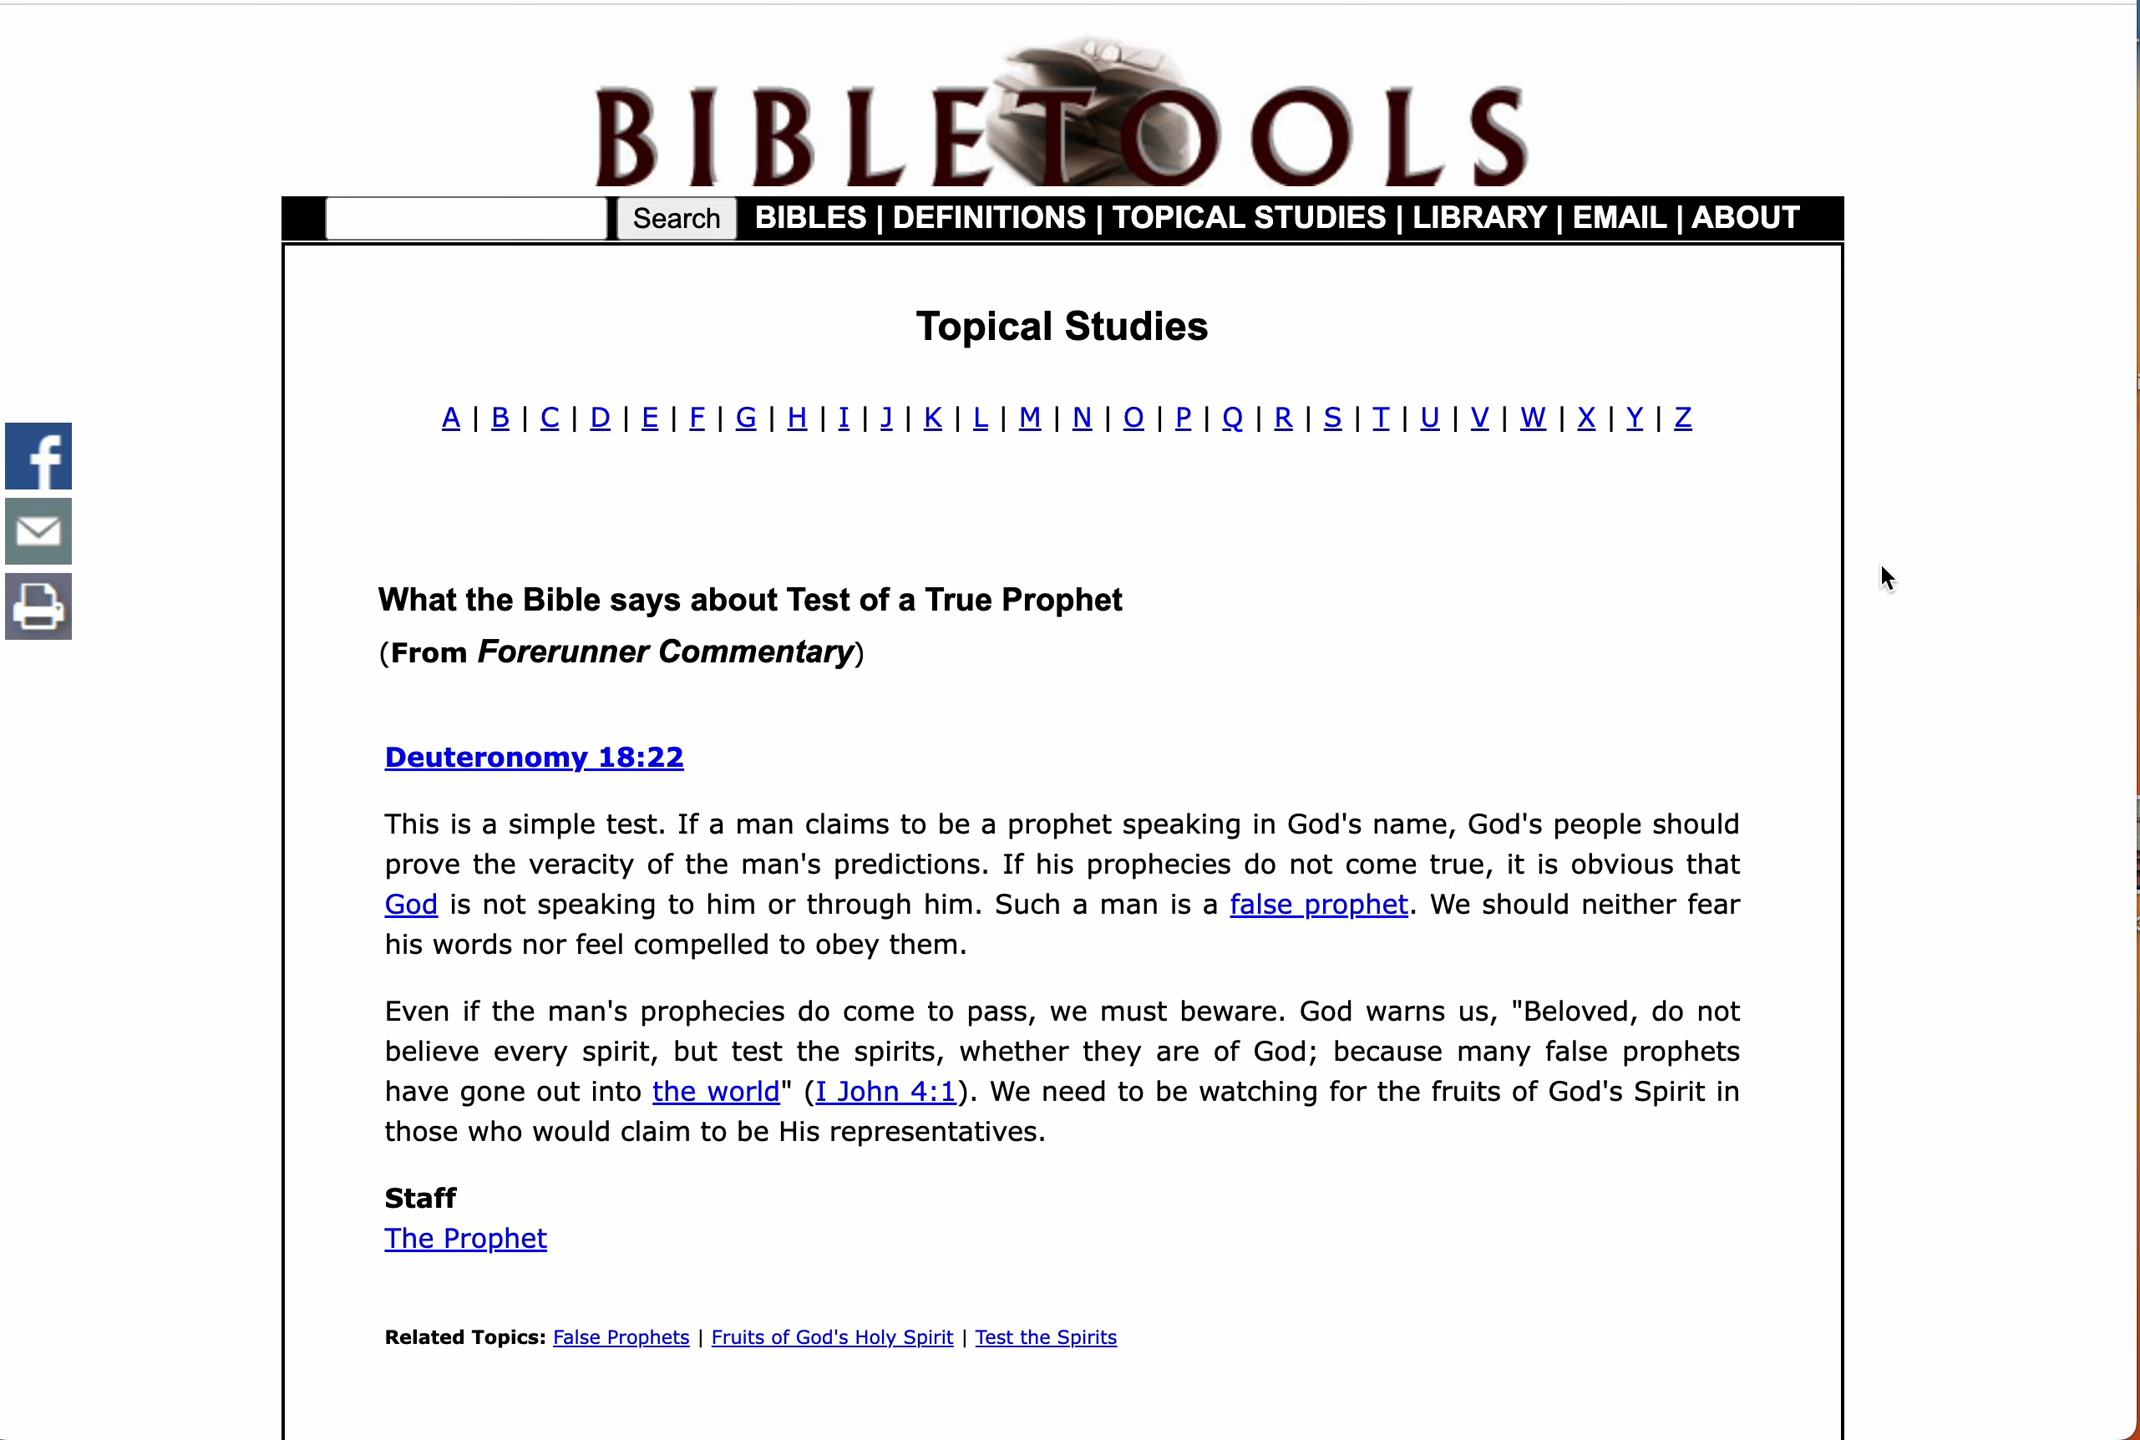 BIBLETOOLS
Search BIBLES | DEFINITIONS | TOPICAL STUDIES | LIBRARY | EMAIL | ABOUT
Topical Studies
A | B | C | D | E | F | G | H | I | J | K | L | M | N | O | P | Q | R | S | T | U | V | W | X | Y | Z
What the Bible says about Test of a True Prophet
(From Forerunner Commentary)
Deuteronomy 18:22
This is a simple test. If a man claims to be a prophet speaking in God's name, God's people should
prove the veracity of the man's predictions. If his prophecies do not come true, it is obvious that
God is not speaking to him or through him. Such a man is a false prophet. We should neither fear
his words nor feel compelled to obey them.
Even if the man's prophecies do come to pass, we must beware. God warns us, "Beloved, do not
believe every spirit, but test the spirits, whether they are of God; because many false prophets
have gone out into the world" (I John 4:1). We need to be watching for the fruits of God's Spirit in
those who would claim to be His representatives.
Staff
The Prophet
Related Topics: False Prophets | Fruits of God's Holy Spirit | Test the Spirits